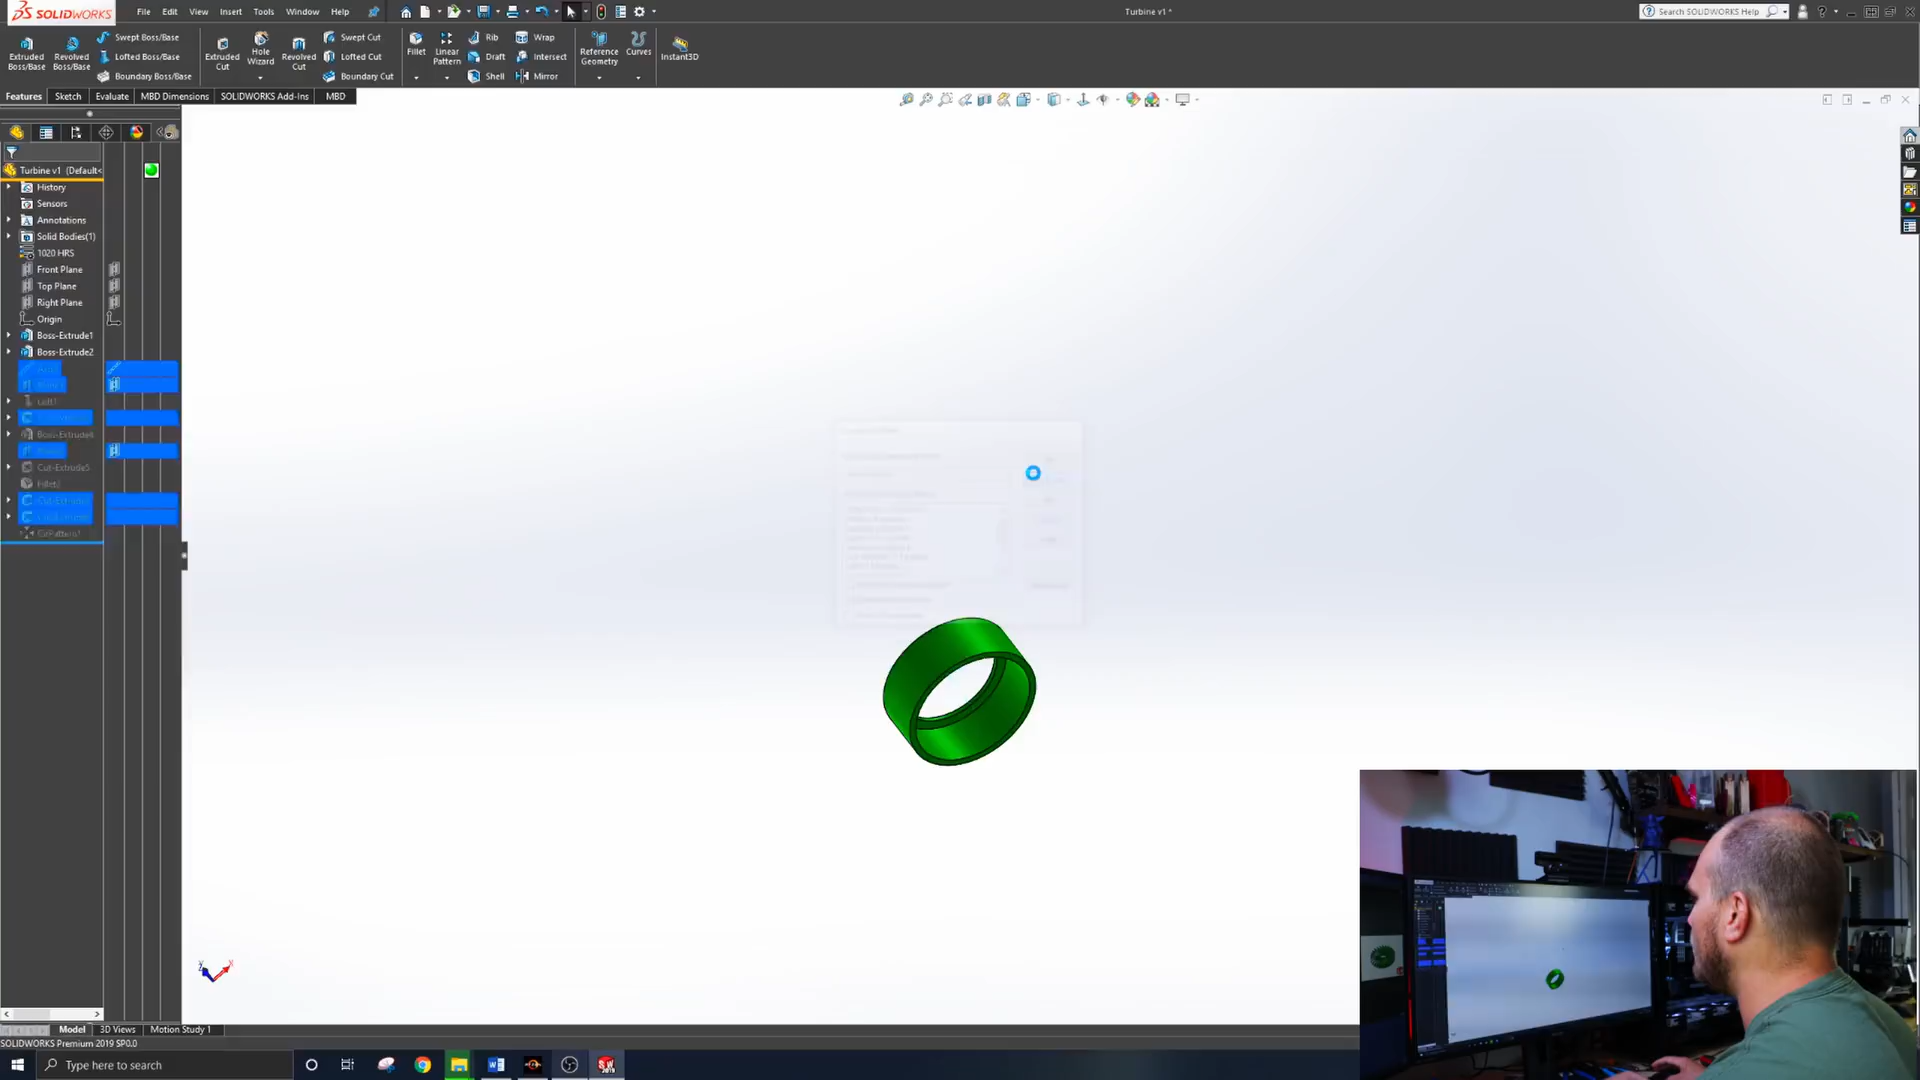 SOLIDWORKS
File Edit View Insert Tools Window Help
Turbine v1 *
Search SOLIDWORKS Help
Extruded Boss/Base
Revolved Boss/Base
Swept Boss/Base
Lofted Boss/Base
Boundary Boss/Base
Extruded Cut
Hole Wizard
Revolved Cut
Swept Cut
Lofted Cut
Boundary Cut
Fillet
Linear Pattern
Rib
Draft
Shell
Wrap
Intersect
Mirror
Reference Geometry
Curves
Instant3D
Features Sketch Evaluate MBD Dimensions SOLIDWORKS Add-Ins MBD
Turbine v1 (Default<
History
Sensors
Annotations
Solid Bodies(1)
1020 HRS
Front Plane
Top Plane
Right Plane
Origin
Boss-Extrude1
Boss-Extrude2
Boss-Extrude6
Cut-Extrude5
CirPattern1
Model 3D Views Motion Study 1
SOLIDWORKS Premium 2019 SP0.0
Type here to search